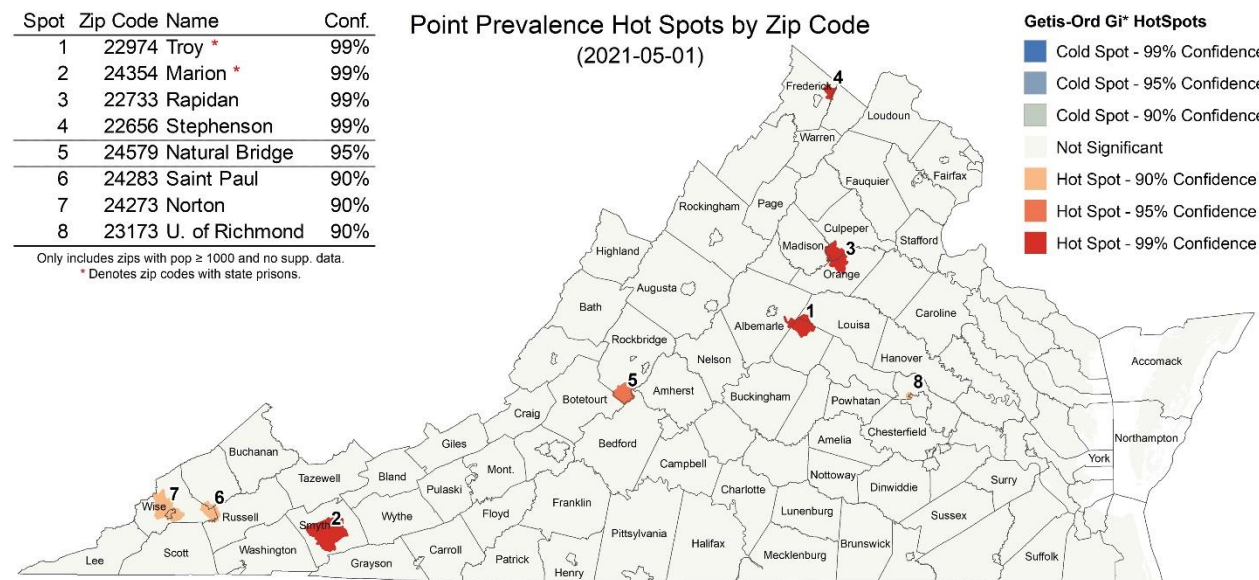 Point Prevalence Hot Spots by Zip Code
(2021-05-01)
Spot Zip Code Name Conf.
1 22974 Troy * 99%
2 24354 Marion * 99%
3 22733 Rapidan 99%
4 22656 Stephenson 99%
5 24579 Natural Bridge 95%
6 24283 Saint Paul 90%
7 24273 Norton 90%
8 23173 U. of Richmond 90%
Only includes zips with pop ≥ 1000 and no supp. data.
* Denotes zip codes with state prisons.
Getis-Ord Gi* HotSpots
Cold Spot - 99% Confidence
Cold Spot - 95% Confidence
Cold Spot - 90% Confidence
Not Significant
Hot Spot - 90% Confidence
Hot Spot - 95% Confidence
Hot Spot - 99% Confidence
4
Frederick
Loudoun
Warren
Fairfax
Fauquier
Page
Rockingham
Culpeper
Stafford
Madison
3
Highland
Orange
Augusta
Bath
1
Caroline
Albemarle
Louisa
Rockbridge
Nelson
Hanover
Accomack
5
8
Amherst
Buckingham
Powhatan
Botetourt
Craig
Chesterfield
Northampton
Amelia
Giles
Bedford
Buchanan
York
Campbell
Mont.
Nottoway
Tazewell
Bland
Surry
Dinwiddie
Charlotte
Pulaski
7
6
Franklin
Wise
Floyd
Lunenburg
Russell
Wythe
2
Sussex
Smyth
Pittsylvania
Halifax
Brunswick
Scott
Washington
Carroll
Mecklenburg
Suffolk
Lee
Grayson
Patrick
Henry